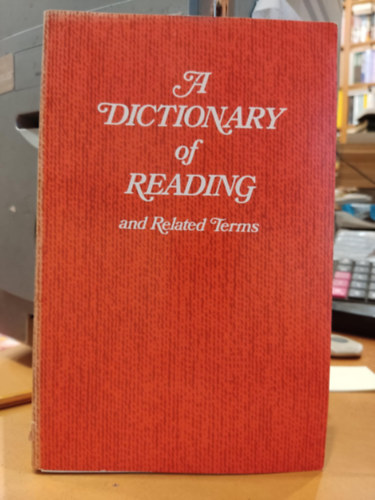 A
DICTIONARY
of
READING
and Related Terms